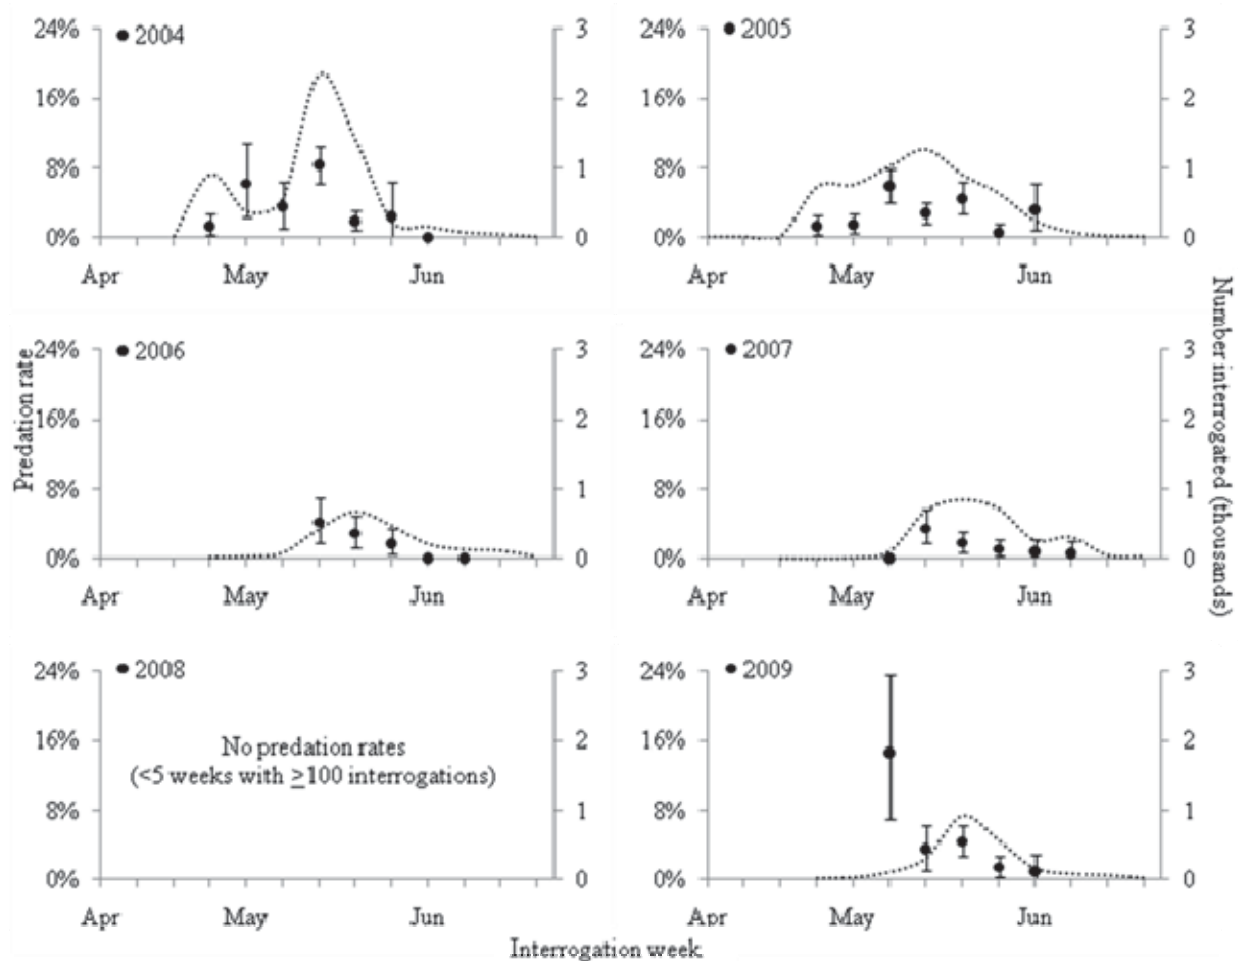 24%
16%
8%
0%
2004
3
2
1
0
Apr
May
Jun
24%
16%
8%
0%
2005
3
2
1
0
Apr
May
Jun
Predation rate
24%
16%
8%
0%
2006
3
2
1
0
Apr
May
Jun
24%
16%
8%
0%
2007
3
2
1
0
Apr
May
Jun
Number interrogated (thousands)
24%
16%
8%
0%
2008
No predation rates
(<5 weeks with ≥100 interrogations)
3
2
1
0
Apr
May
Jun
24%
16%
8%
0%
2009
3
2
1
0
Apr
May
Jun
Interrogation week